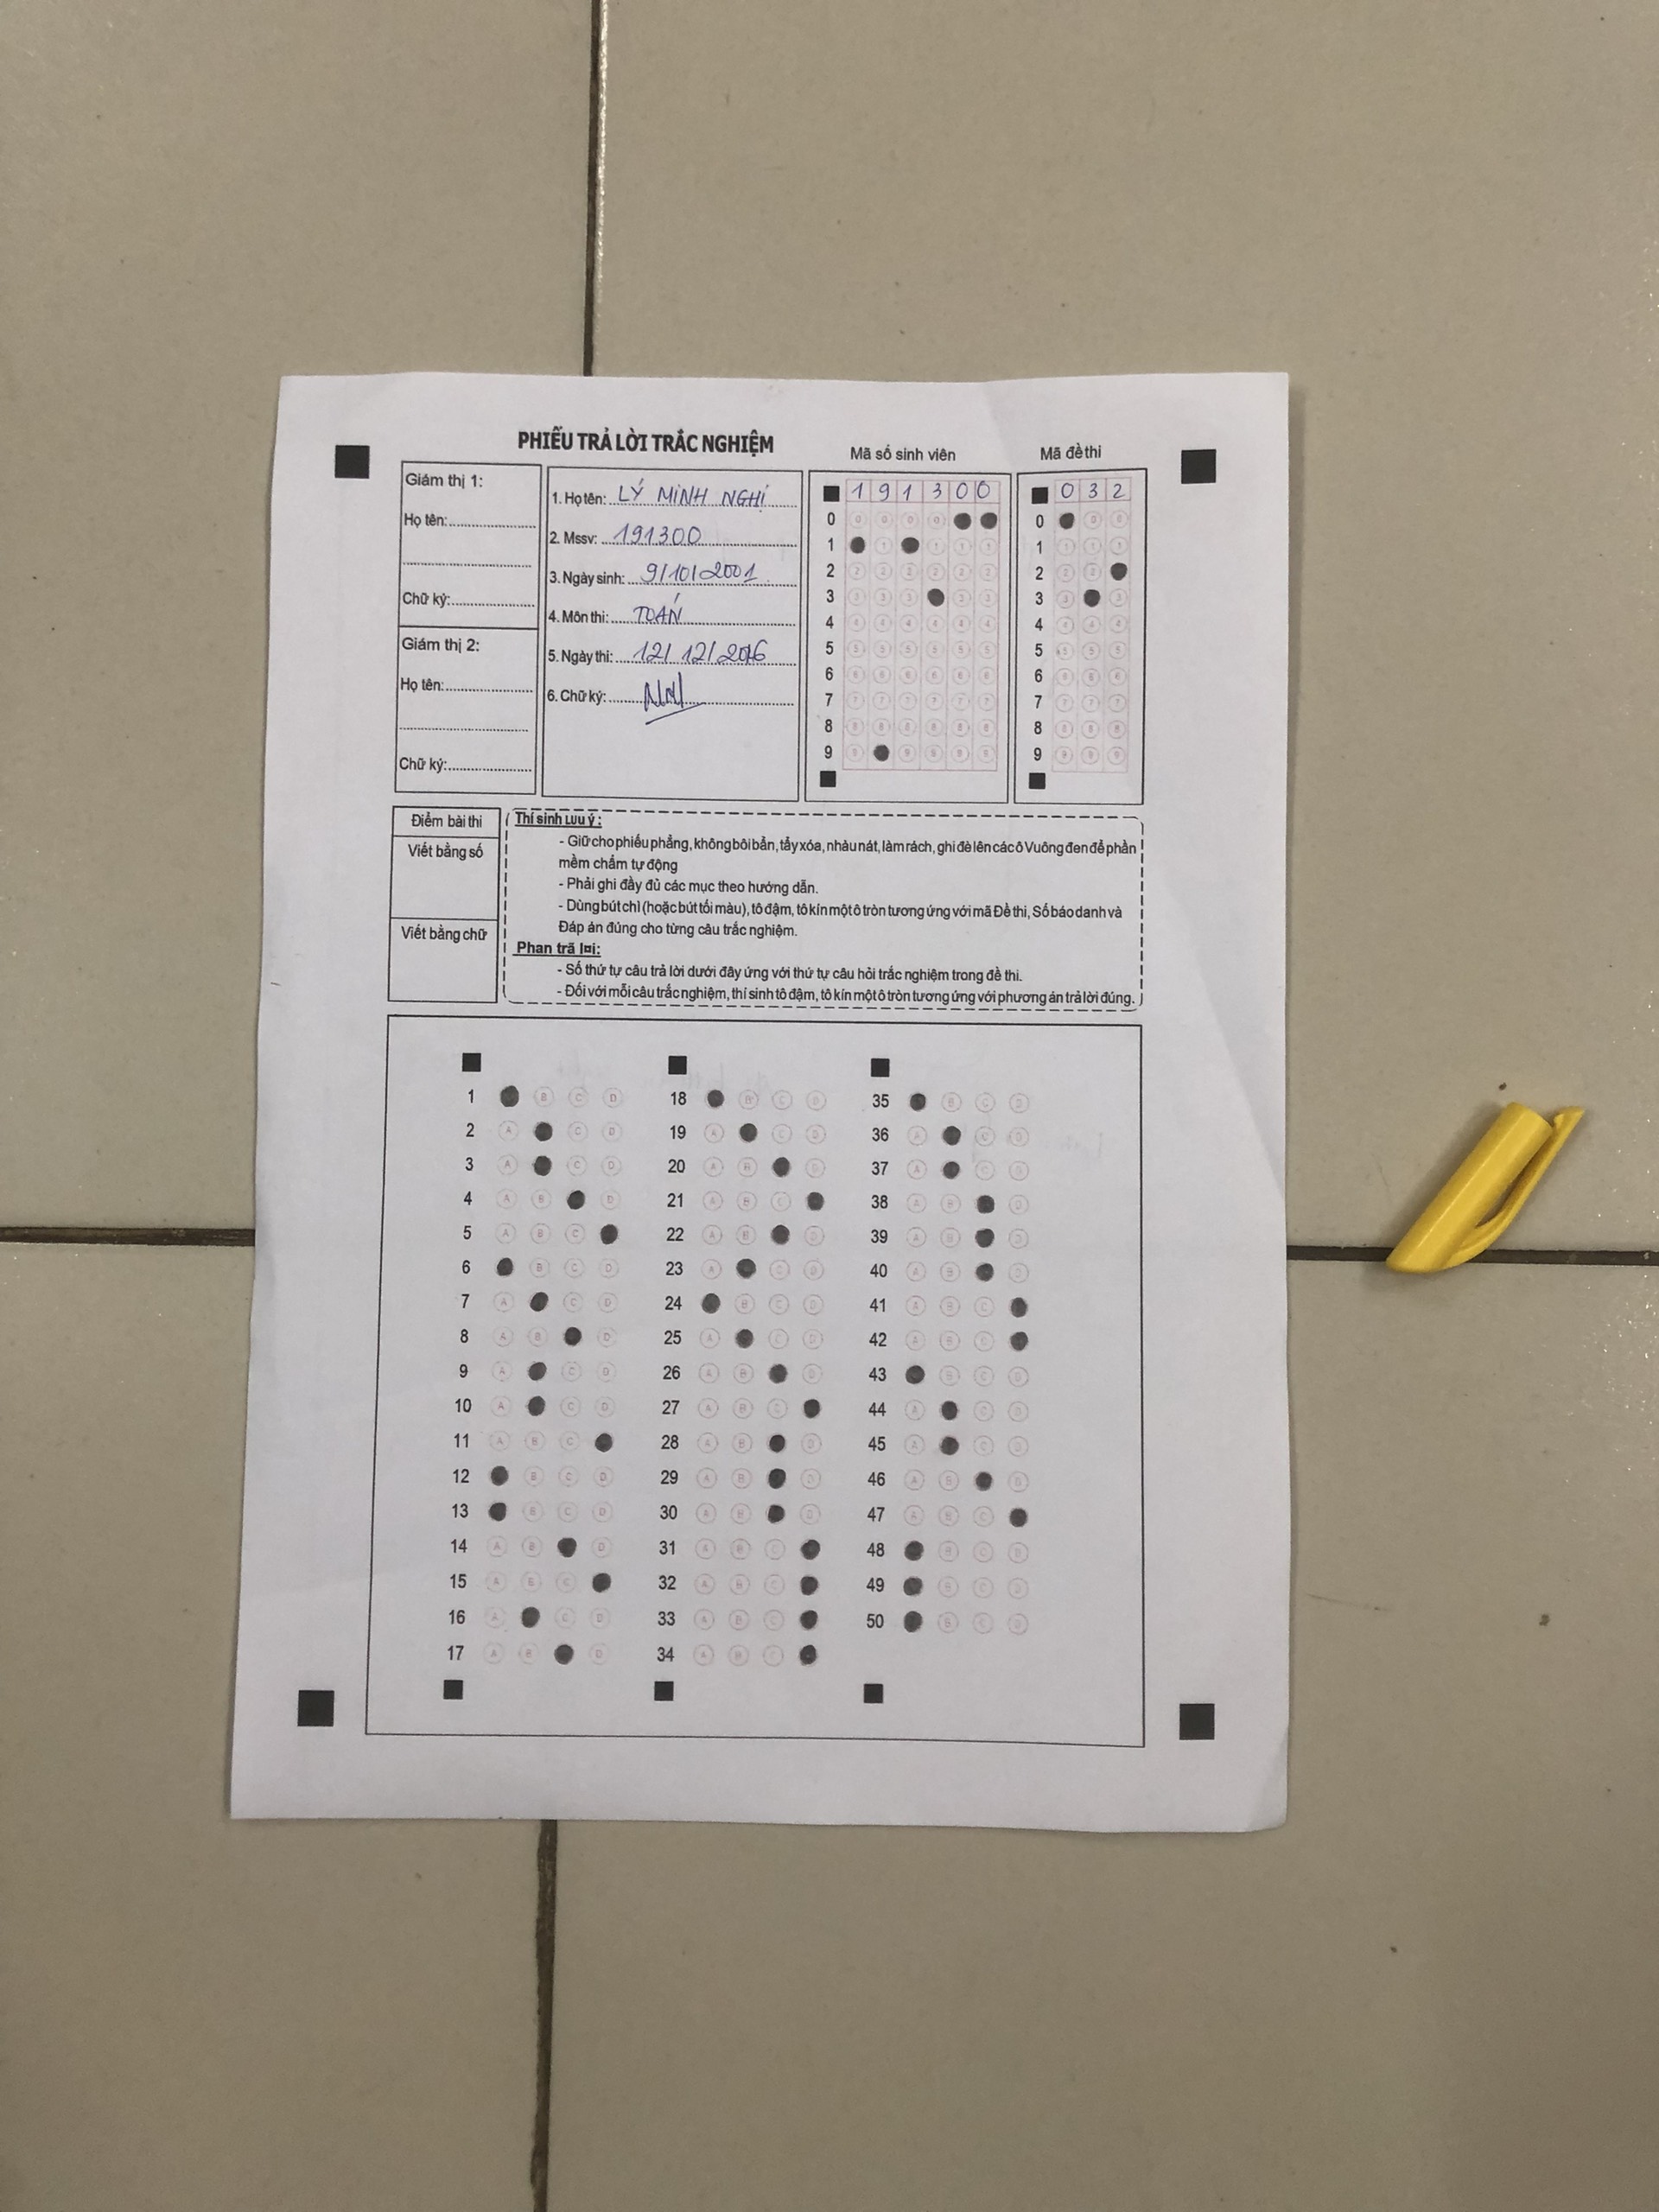 PHIẾU TRẢ LỜI TRẮC NGHIỆM
Giám thị 1:
Họ tên:
Chữ ký:
Giám thị 2:
Họ tên:
Chữ ký:
1. Họ tên: LÝ MINH NGHỊ
2. Mssv: 191300
3. Ngày sinh: 9/10/2001
4. Môn thi: TOÁN
5. Ngày thi: 12/12/2016
6. Chữ ký:
Mã số sinh viên
1 9 1 3 0 0
0
1
2
3
4
5
6
7
8
9
Mã đề thi
0 3 2
0
1
2
3
4
5
6
7
8
9
Điểm bài thi
Viết bằng số
Viết bằng chữ
Thí sinh Lưu ý:
- Giữ cho phiếu phẳng, không bôi bẩn, tẩy xóa, nhàu nát, làm rách, ghi đè lên các ô Vuông đen để phần
mềm chấm tự động
- Phải ghi đầy đủ các mục theo hướng dẫn.
- Dùng bút chì (hoặc bút tối màu), tô đậm, tô kín một ô tròn tương ứng với mã Đề thi, Số báo danh và
Đáp án đúng cho từng câu trắc nghiệm.
Phan trã lơi:
- Số thứ tự câu trả lời dưới đây ứng với thứ tự câu hỏi trắc nghiệm trong đề thi.
- Đối với mỗi câu trắc nghiệm, thí sinh tô đậm, tô kín một ô tròn tương ứng với phương án trả lời đúng.
1 B C D
2 A C D
3 A C D
4 A B D
5 A B C
6 B C D
7 A C D
8 A B D
9 A C D
10 A C D
11 A B C
12 B C D
13 B C D
14 A B D
15 A B C
16 A C D
17 A B D
18 B C D
19 A C D
20 A B D
21 A B C
22 A B D
23 A C D
24 B C D
25 A C D
26 A B D
27 A B C
28 A B D
29 A B D
30 A B D
31 A B C
32 A B C
33 A B C
34 A B C
35 B C D
36 A C D
37 A C D
38 A B D
39 A B D
40 A B D
41 A B C
42 A B C
43 B C D
44 A C D
45 A C D
46 A B D
47 A B C
48 B C D
49 B C D
50 B C D